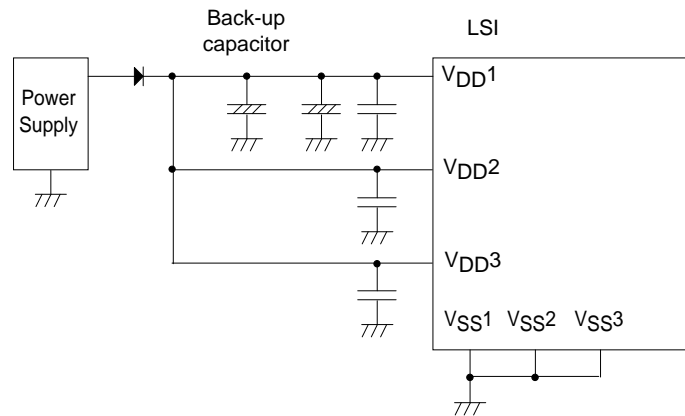 Back-up
capacitor
LSI
Power
Supply
VDD1
VDD2
VDD3
VSS1 VSS2 VSS3